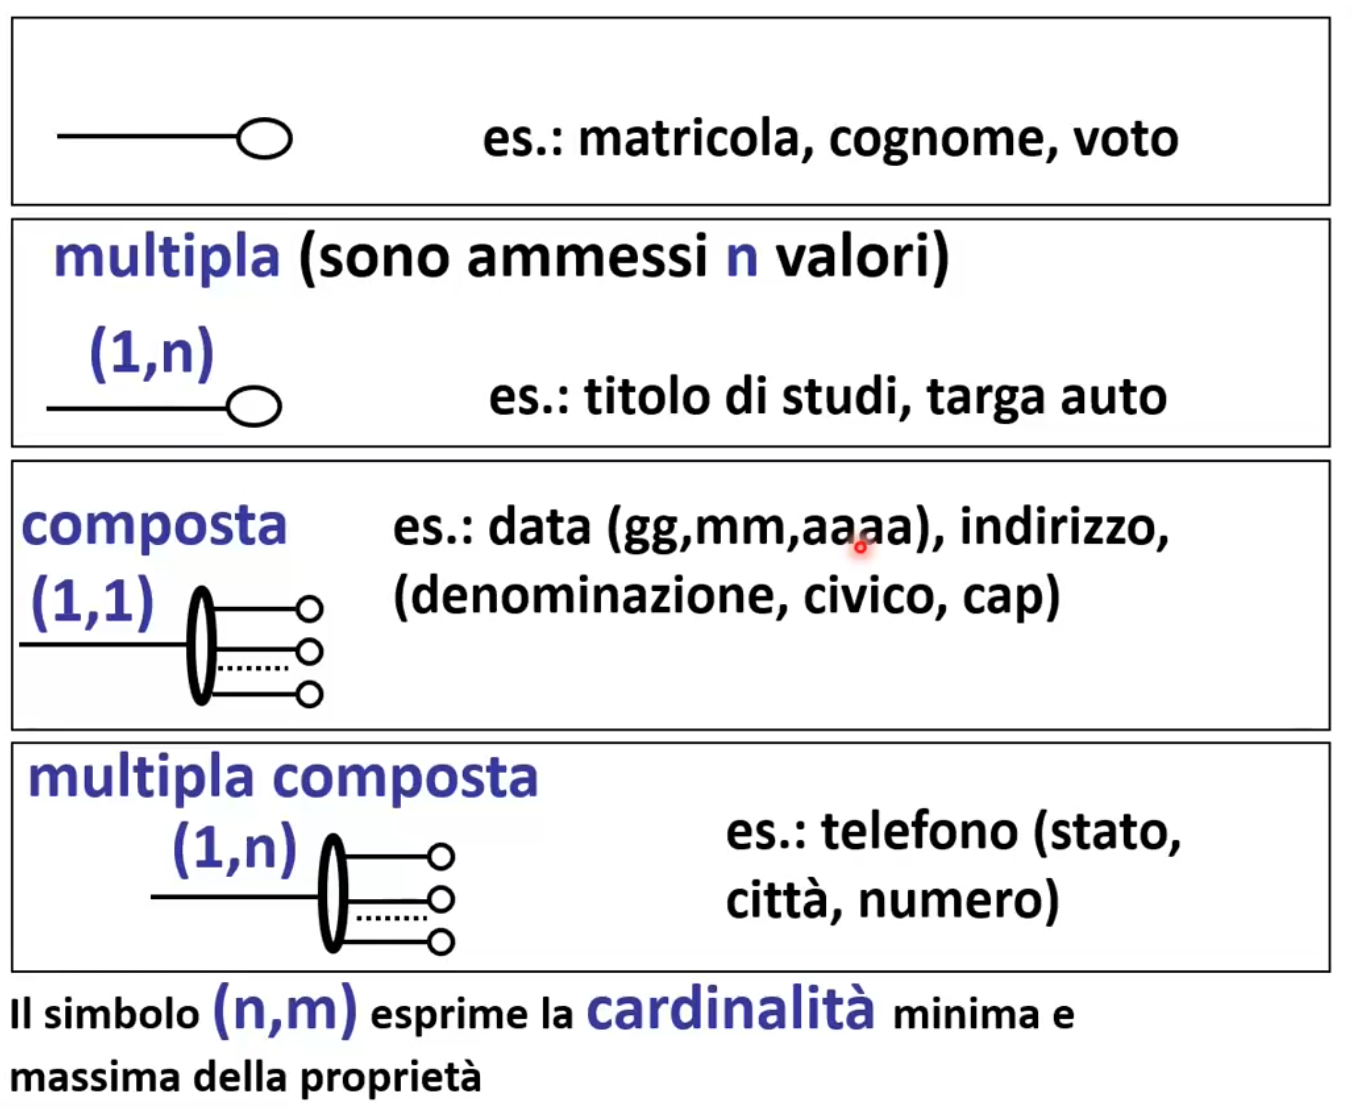 es.: matricola, cognome, voto
multipla (sono ammessi n valori)
(1,n)
es.: titolo di studi, targa auto
composta
es.: data (gg,mm,aaaa), indirizzo,
(1,1)
(denominazione, civico, cap)
multipla composta
(1,n)
es.: telefono (stato,
città, numero)
Il simbolo (n,m) esprime la cardinalità minima e
massima della proprietà